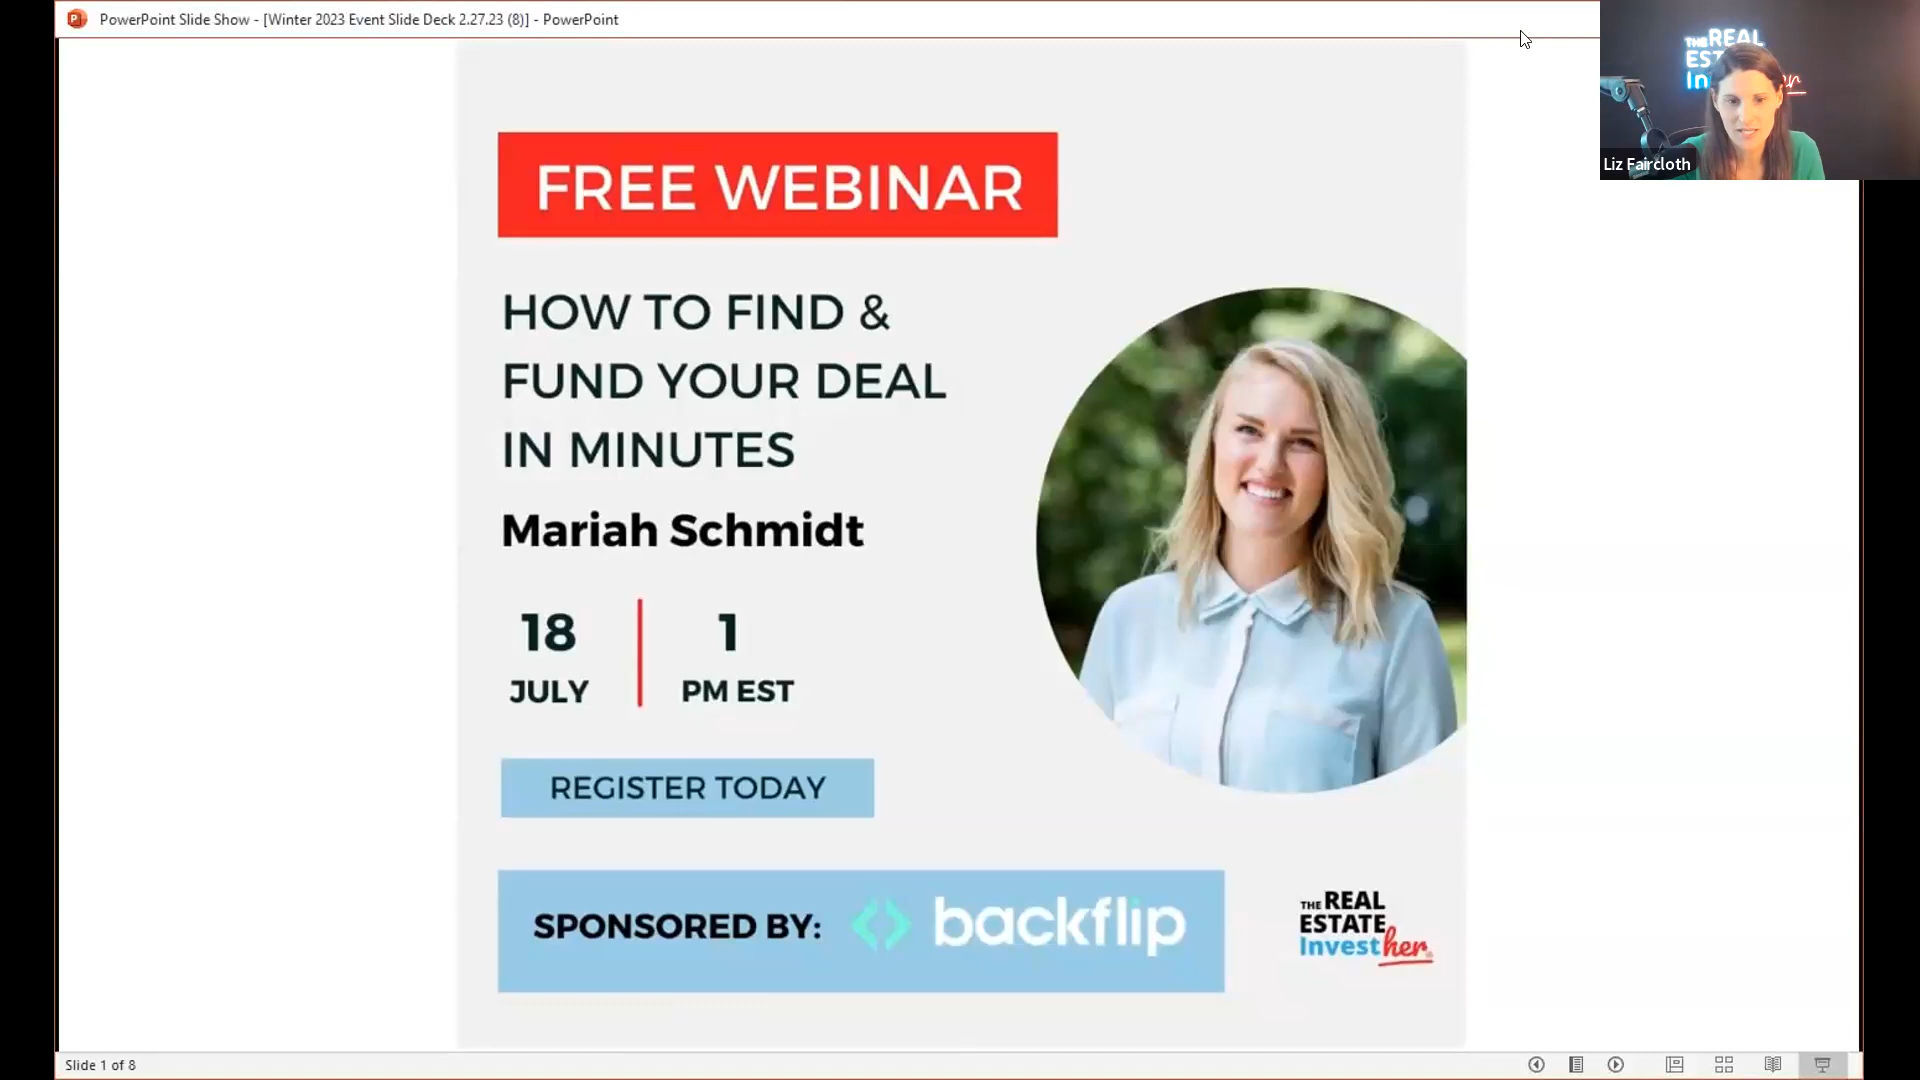 PowerPoint Slide Show - [Winter 2023 Event Slide Deck 2.27.23 (8)] - PowerPoint
THE REAL
Liz Faircloth
FREE WEBINAR
HOW TO FIND &
FUND YOUR DEAL
IN MINUTES
Mariah Schmidt
18
JULY
1
PM EST
REGISTER TODAY
SPONSORED BY: backflip
THE REAL
ESTATE
Investher
Slide 1 of 8